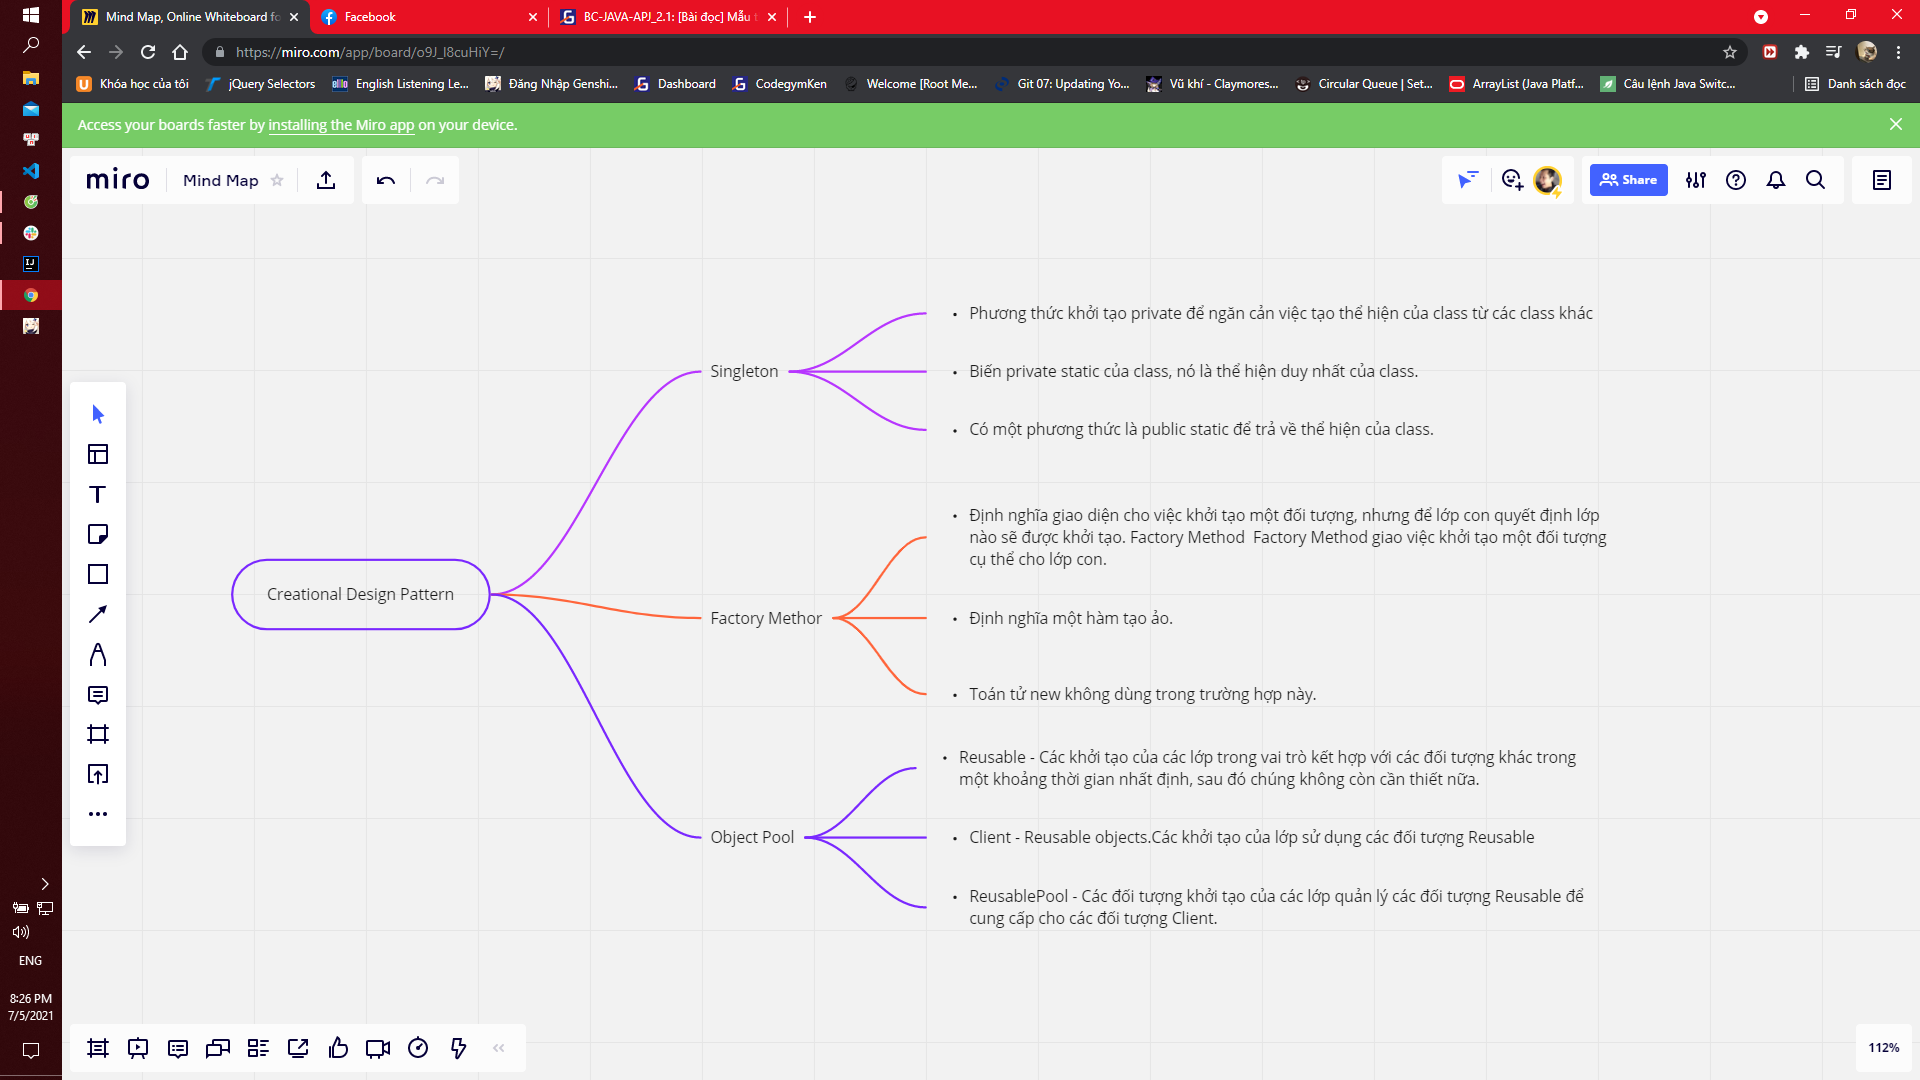 Mind Map, Online Whiteboard fo
Facebook
BC-JAVA-APJ_2.1: [Bài đọc] Mẫu t
https://miro.com/app/board/o9J_l8cuHiY=/
Khóa học của tôi
jQuery Selectors
English Listening Le...
Đăng Nhập Genshi...
Dashboard
CodegymKen
Welcome [Root Me...
Git 07: Updating Yo...
Vũ khí - Claymores...
Circular Queue | Set...
ArrayList (Java Platf...
Câu lệnh Java Switc...
Danh sách đọc
Access your boards faster by installing the Miro app on your device.
miro
Mind Map
Share
• Phương thức khởi tạo private để ngăn cản việc tạo thể hiện của class từ các class khác
Singleton
• Biến private static của class, nó là thể hiện duy nhất của class.
• Có một phương thức là public static để trả về thể hiện của class.
• Định nghĩa giao diện cho việc khởi tạo một đối tượng, nhưng để lớp con quyết định lớp
nào sẽ được khởi tạo. Factory Method  Factory Method giao việc khởi tạo một đối tượng
cụ thể cho lớp con.
Creational Design Pattern
Factory Methor
• Định nghĩa một hàm tạo ảo.
• Toán tử new không dùng trong trường hợp này.
• Reusable - Các khởi tạo của các lớp trong vai trò kết hợp với các đối tượng khác trong
một khoảng thời gian nhất định, sau đó chúng không còn cần thiết nữa.
Object Pool
• Client - Reusable objects.Các khởi tạo của lớp sử dụng các đối tượng Reusable
• ReusablePool - Các đối tượng khởi tạo của các lớp quản lý các đối tượng Reusable để
cung cấp cho các đối tượng Client.
ENG
8:26 PM
7/5/2021
112%